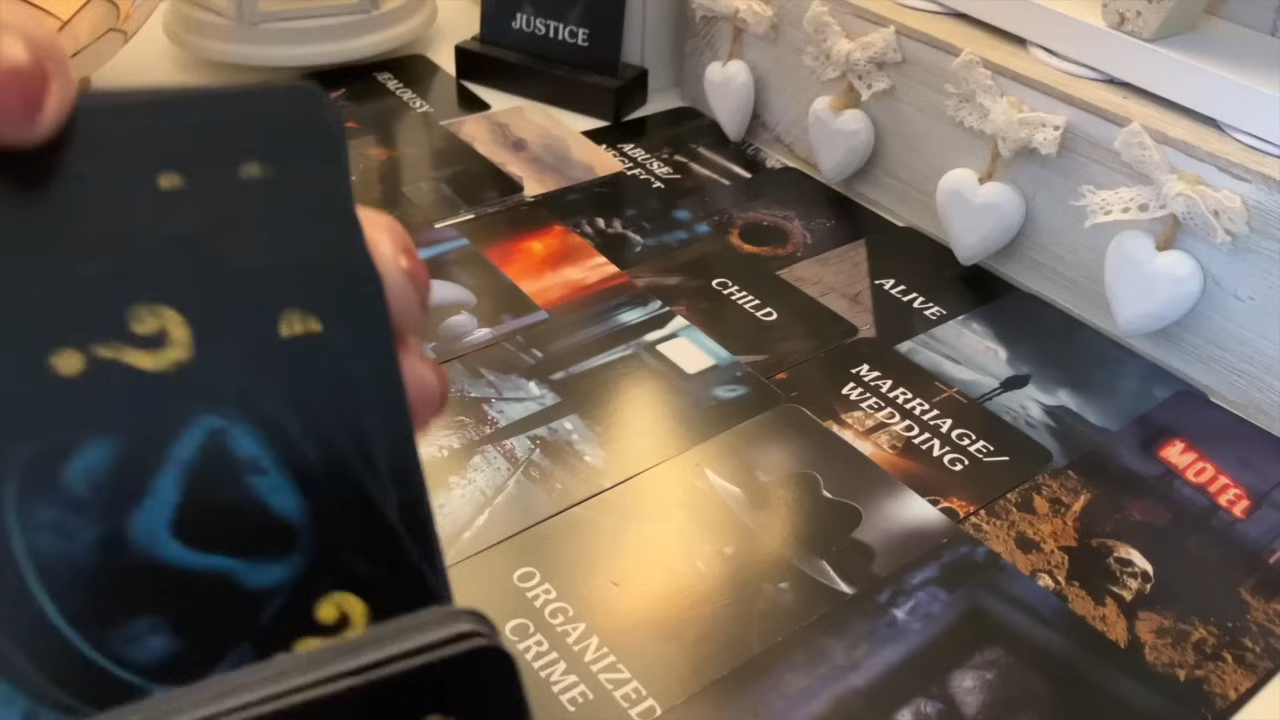 JUSTICE
JEALOUSY
ABUSE/
NEGLECT
CHILD
ALIVE
MARRIAGE/
WEDDING
MOTEL
ORGANIZED
CRIME
?
?